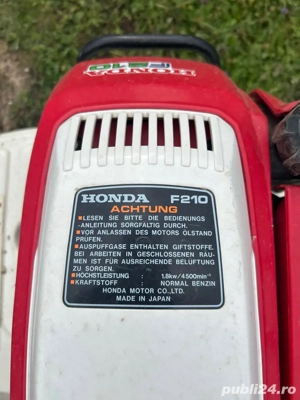 HONDA
F210
HONDA F210
ACHTUNG
■LESEN SIE BITTE DIE BEDIENUNGS
-ANLEITUNG SORGFÄLTIG DURCH.
■VOR ANLASSEN DES MOTORS ÖLSTAND
PRÜFEN.
■AUSPUFFGASE ENTHALTEN GIFTSTOFFE.
BEI ARBEITEN IN GESCHLOSSENEN RÄU-
MEN IST FÜR AUSREICHENDE BELÜFTUNG
ZU SORGEN.
■HÖCHSTLEISTUNG : 1.8kw/4500min⁻¹
■KRAFTSTOFF : NORMAL BENZIN
HONDA MOTOR CO.,LTD.
MADE IN JAPAN
publi24.ro